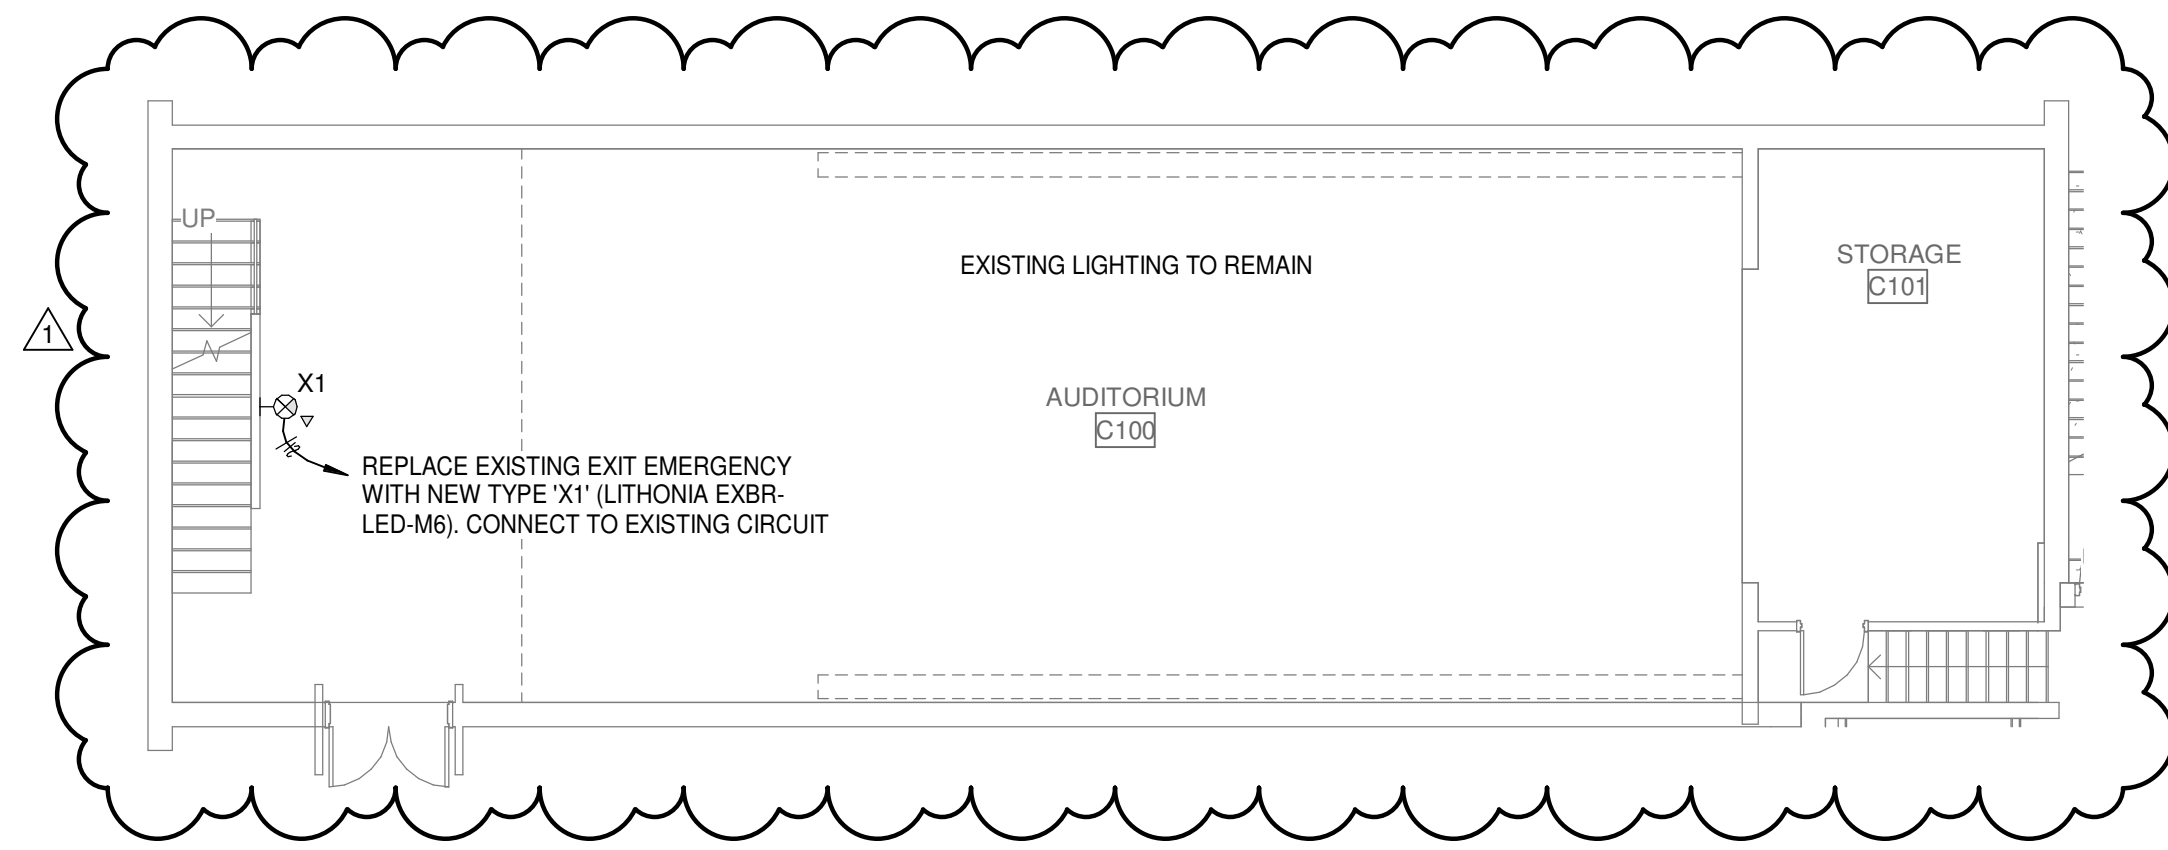 UP
EXISTING LIGHTING TO REMAIN
STORAGE
C101
1
X1
AUDITORIUM
C100
REPLACE EXISTING EXIT EMERGENCY
WITH NEW TYPE 'X1' (LITHONIA EXBR-
LED-M6). CONNECT TO EXISTING CIRCUIT